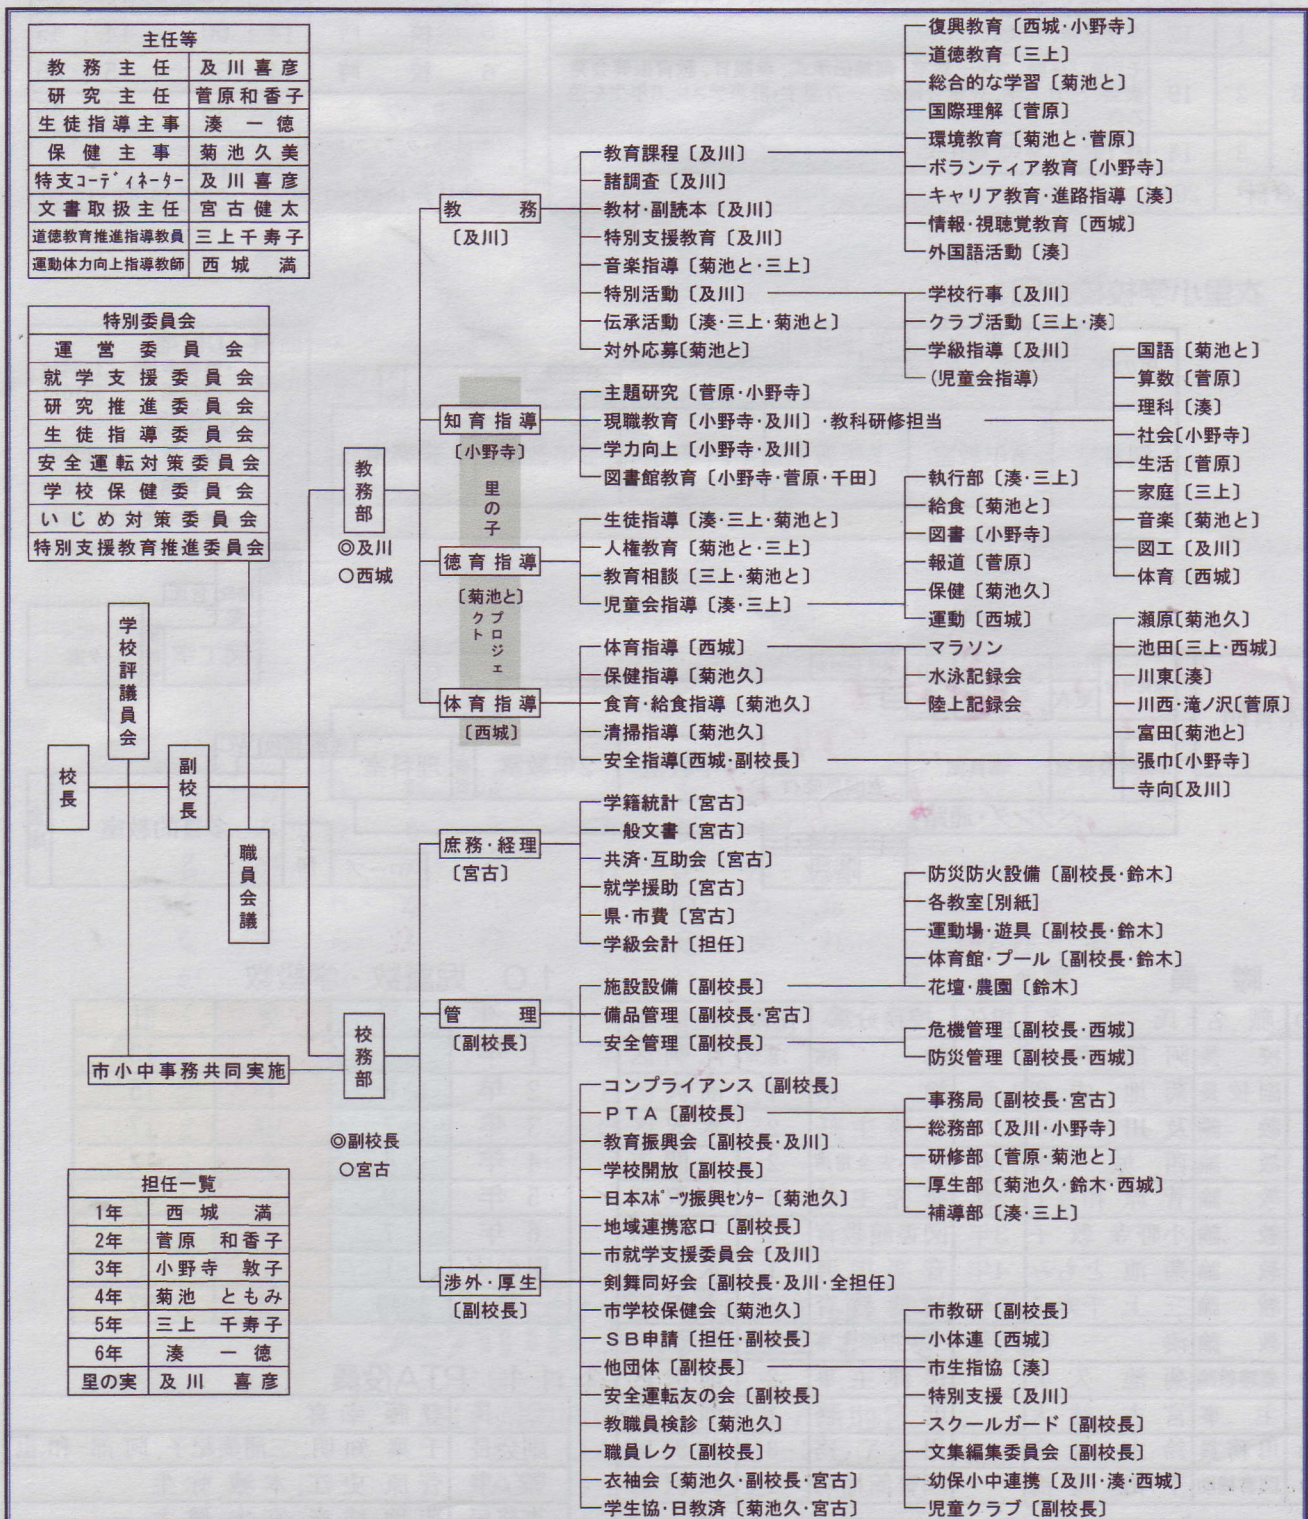 主任等
教務主任 及川喜彦
研究主任 菅原和香子
生徒指導主事 湊一徳
保健主事 菊池久美
特支コーディネーター 及川喜彦
文書取扱主任 宮古健太
道徳教育推進指導教員 三上千寿子
運動体力向上指導教師 西城満
特別委員会
運営委員会
就学支援委員会
研究推進委員会
生徒指導委員会
安全運転対策委員会
学校保健委員会
いじめ対策委員会
特別支援教育推進委員会
学校評議員会
校長
副校長
職員会議
市小中事務共同実施
担任一覧
1年 西城 満
2年 菅原 和香子
3年 小野寺 敦子
4年 菊池 ともみ
5年 三上 千寿子
6年 湊 一徳
里の実 及川 喜彦
教務部
◎及川
○西城
校務部
◎副校長
○宮古
教務
〔及川〕
知育指導
〔小野寺〕
里の子
徳育指導
〔菊池と〕
プロジェクト
体育指導
〔西城〕
庶務・経理
〔宮古〕
管理
〔副校長〕
渉外・厚生
〔副校長〕
教育課程〔及川〕
諸調査〔及川〕
教材・副読本〔及川〕
特別支援教育〔及川〕
音楽指導〔菊池と・三上〕
特別活動〔及川〕
伝承活動〔湊・三上・菊池と〕
対外応募〔菊池と〕
復興教育〔西城・小野寺〕
道徳教育〔三上〕
総合的な学習〔菊池と〕
国際理解〔菅原〕
環境教育〔菊池と・菅原〕
ボランティア教育〔小野寺〕
キャリア教育・進路指導〔湊〕
情報・視聴覚教育〔西城〕
外国語活動〔湊〕
学校行事〔及川〕
クラブ活動〔三上・湊〕
学級指導〔及川〕
(児童会指導)
主題研究〔菅原・小野寺〕
現職教育〔小野寺・及川〕・教科研修担当
学力向上〔小野寺・及川〕
図書館教育〔小野寺・菅原・千田〕
国語〔菊池と〕
算数〔菅原〕
理科〔湊〕
社会〔小野寺〕
生活〔菅原〕
家庭〔三上〕
音楽〔菊池と〕
図工〔及川〕
体育〔西城〕
生徒指導〔湊・三上・菊池と〕
人権教育〔菊池と・三上〕
教育相談〔三上・菊池と〕
児童会指導〔湊・三上〕
執行部〔湊・三上〕
給食〔菊池と〕
図書〔小野寺〕
報道〔菅原〕
保健〔菊池久〕
運動〔西城〕
体育指導〔西城〕
保健指導〔菊池久〕
食育・給食指導〔菊池久〕
清掃指導〔菊池久〕
安全指導〔西城・副校長〕
マラソン
水泳記録会
陸上記録会
瀬原〔菊池久〕
池田〔三上・西城〕
川東〔湊〕
川西・滝ノ沢〔菅原〕
富田〔菊池と〕
張巾〔小野寺〕
寺向〔及川〕
学籍統計〔宮古〕
一般文書〔宮古〕
共済・互助会〔宮古〕
就学援助〔宮古〕
県・市費〔宮古〕
学級会計〔担任〕
施設設備〔副校長〕
備品管理〔副校長・宮古〕
安全管理〔副校長〕
防災防火設備〔副校長・鈴木〕
各教室[別紙]
運動場・遊具〔副校長・鈴木〕
体育館・プール〔副校長・鈴木〕
花壇・農園〔鈴木〕
危機管理〔副校長・西城〕
防災管理〔副校長・西城〕
コンプライアンス〔副校長〕
PTA〔副校長〕
教育振興会〔副校長・及川〕
学校開放〔副校長〕
日本スポーツ振興センター〔菊池久〕
地域連携窓口〔副校長〕
市就学支援委員会〔及川〕
剣舞同好会〔副校長・及川・全担任〕
市学校保健会〔菊池久〕
SB申請〔担任・副校長〕
他団体〔副校長〕
安全運転友の会〔副校長〕
教職員検診〔菊池久〕
職員レク〔副校長〕
衣袖会〔菊池久・副校長・宮古〕
学生協・日教済〔菊池久・宮古〕
事務局〔副校長・宮古〕
総務部〔及川・小野寺〕
研修部〔菅原・菊池と〕
厚生部〔菊池久・鈴木・西城〕
補導部〔湊・三上〕
市教研〔副校長〕
小体連〔西城〕
市生指協〔湊〕
特別支援〔及川〕
スクールガード〔副校長〕
文集編集委員会〔副校長〕
幼保小中連携〔及川・湊・西城〕
児童クラブ〔副校長〕